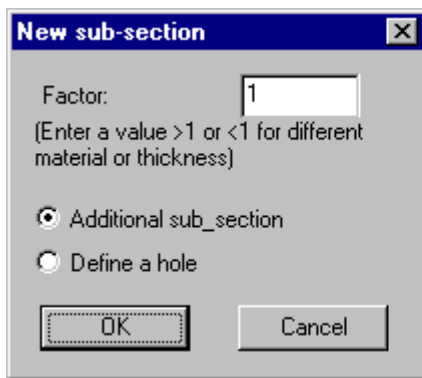 New sub-section
Factor: 1
(Enter a value >1 or <1 for different
material or thickness)
Additional sub_section
Define a hole
OK Cancel